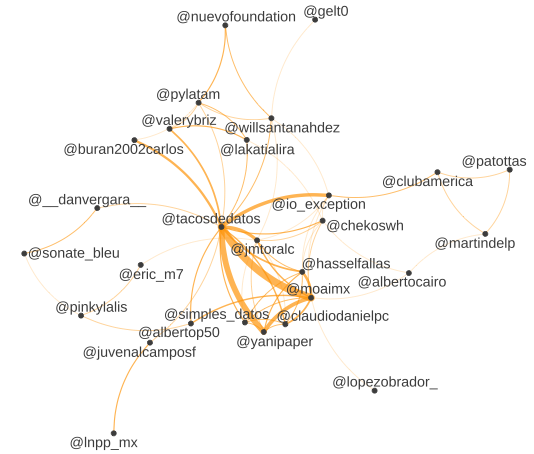 @gelt0
@nuevofoundation
@pylatam
@valerybriz
@willsantanahdez
@buran2002carlos
@lakatialira
@patottas
@clubamerica
@__danvergara__
@io_exception
@tacosdedatos
@chekoswh
@martindelp
@sonate_bleu
@jmtoralc
@hasselfallas
@eric_m7
@albertocairo
@moaimx
@pinkylalis
@simples_datos
@claudiodanielpc
@albertop50
@yanipaper
@juvenalcamposf
@lopezobrador_
@lnpp_mx